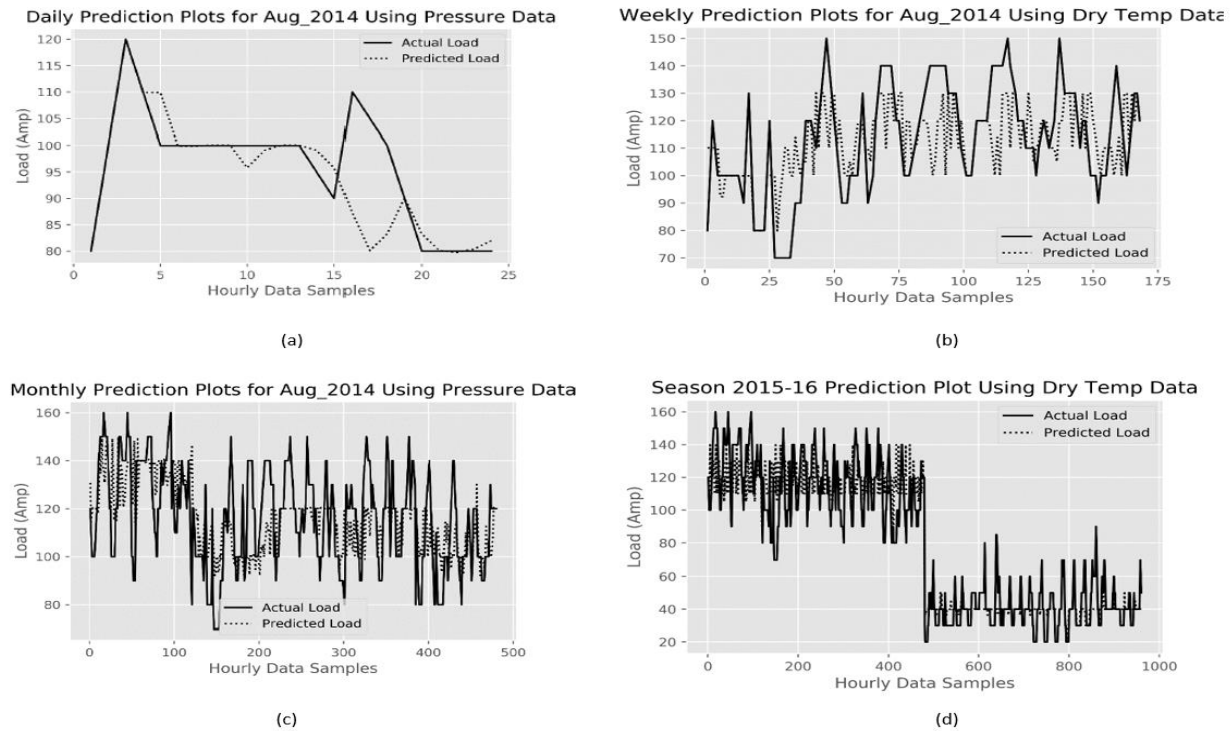 Daily Prediction Plots for Aug_2014 Using Pressure Data
120
115
110
105
100
95
90
85
80
Load (Amp)
Actual Load
Predicted Load
0
5
10
15
20
25
Hourly Data Samples
(a)
Weekly Prediction Plots for Aug_2014 Using Dry Temp Data
150
140
130
120
110
100
90
80
70
Load (Amp)
Actual Load
Predicted Load
0
25
50
75
100
125
150
175
Hourly Data Samples
(b)
Monthly Prediction Plots for Aug_2014 Using Pressure Data
160
140
120
100
80
Load (Amp)
Actual Load
Predicted Load
0
100
200
300
400
500
Hourly Data Samples
(c)
Season 2015-16 Prediction Plot Using Dry Temp Data
160
140
120
100
80
60
40
20
Load (Amp)
Actual Load
Predicted Load
0
200
400
600
800
1000
Hourly Data Samples
(d)